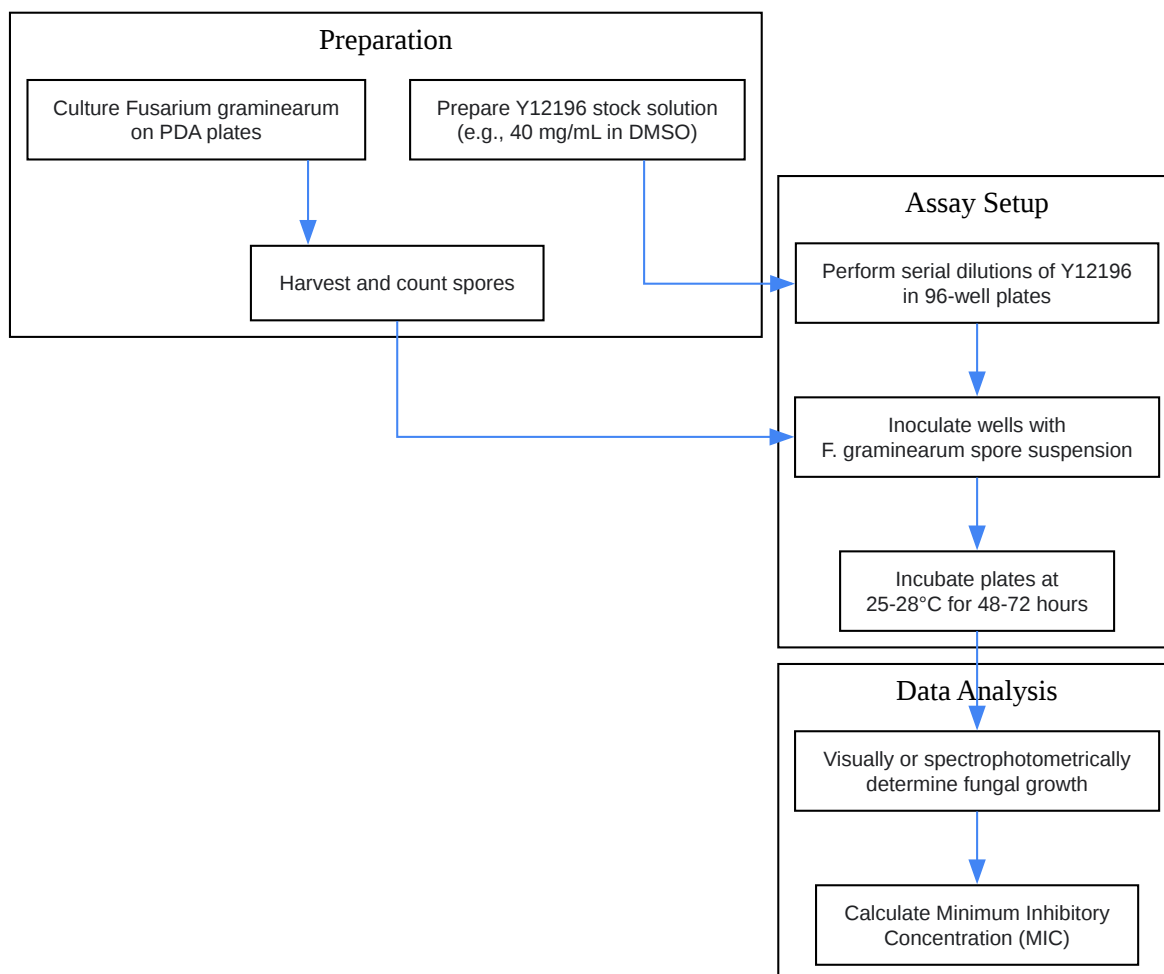 Preparation
Culture Fusarium graminearum
on PDA plates
Prepare Y12196 stock solution
(e.g., 40 mg/mL in DMSO)
Harvest and count spores
Assay Setup
Perform serial dilutions of Y12196
in 96-well plates
Inoculate wells with
F. graminearum spore suspension
Incubate plates at
25-28°C for 48-72 hours
Data Analysis
Visually or spectrophotometrically
determine fungal growth
Calculate Minimum Inhibitory
Concentration (MIC)